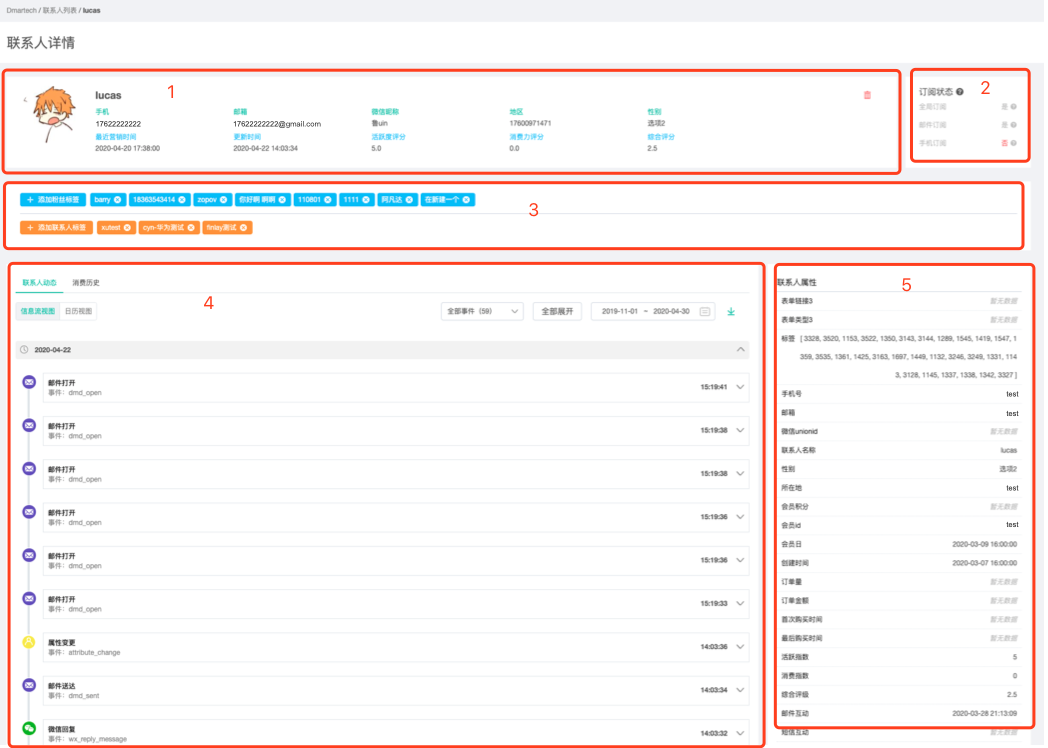 Dmartech / 联系人列表 / lucas
联系人详情
lucas
1
手机
邮箱
微信昵称
地区
性别
17622222222
17622222222@gmail.com
鲁uin
17600971471
选项2
最近营销时间
更新时间
活跃度评分
消费力评分
综合评分
2020-04-20 17:38:00
2020-04-22 14:03:34
5.0
0.0
2.5
订阅状态 ?
2
全局订阅 是 ?
邮件订阅 是 ?
手机订阅 否 ?
+ 添加粉丝标签 barry 18363543414 zopov 你好啊 啊啊 110801 1111 阿凡达 在新建一个
3
+ 添加联系人标签 xutest cyn-华为测试 finlay测试
联系人动态 消费历史
4
信息流视图 日历视图
全部事件 (59) 全部展开 2019-11-01 ~ 2020-04-30
2020-04-22
邮件打开
事件: dmd_open
15:19:41
邮件打开
事件: dmd_open
15:19:38
邮件打开
事件: dmd_open
15:19:38
邮件打开
事件: dmd_open
15:19:36
邮件打开
事件: dmd_open
15:19:36
邮件打开
事件: dmd_open
15:19:33
属性变更
事件: attribute_change
14:03:36
邮件送达
事件: dmd_sent
14:03:34
微信回复
事件: wx_reply_message
14:03:32
联系人属性
5
表单链接3 暂无数据
表单类型3 暂无数据
标签 [ 3328, 3520, 1153, 3522, 1350, 3143, 3144, 1289, 1545, 1419, 1547, 1
359, 3535, 1361, 1425, 3163, 1697, 1449, 1132, 3246, 3249, 1331, 114
3, 3128, 1145, 1337, 1338, 1342, 3327 ]
手机号 test
邮箱 test
微信unionid 暂无数据
联系人名称 lucas
性别 选项2
所在地 test
会员积分 暂无数据
会员id test
会员日 2020-03-09 16:00:00
创建时间 2020-03-07 16:00:00
订单量 暂无数据
订单金额 暂无数据
首次购买时间 暂无数据
最后购买时间 暂无数据
活跃指数 5
消费指数 0
综合评级 2.5
邮件互动 2020-03-28 21:13:09
短信互动 暂无数据